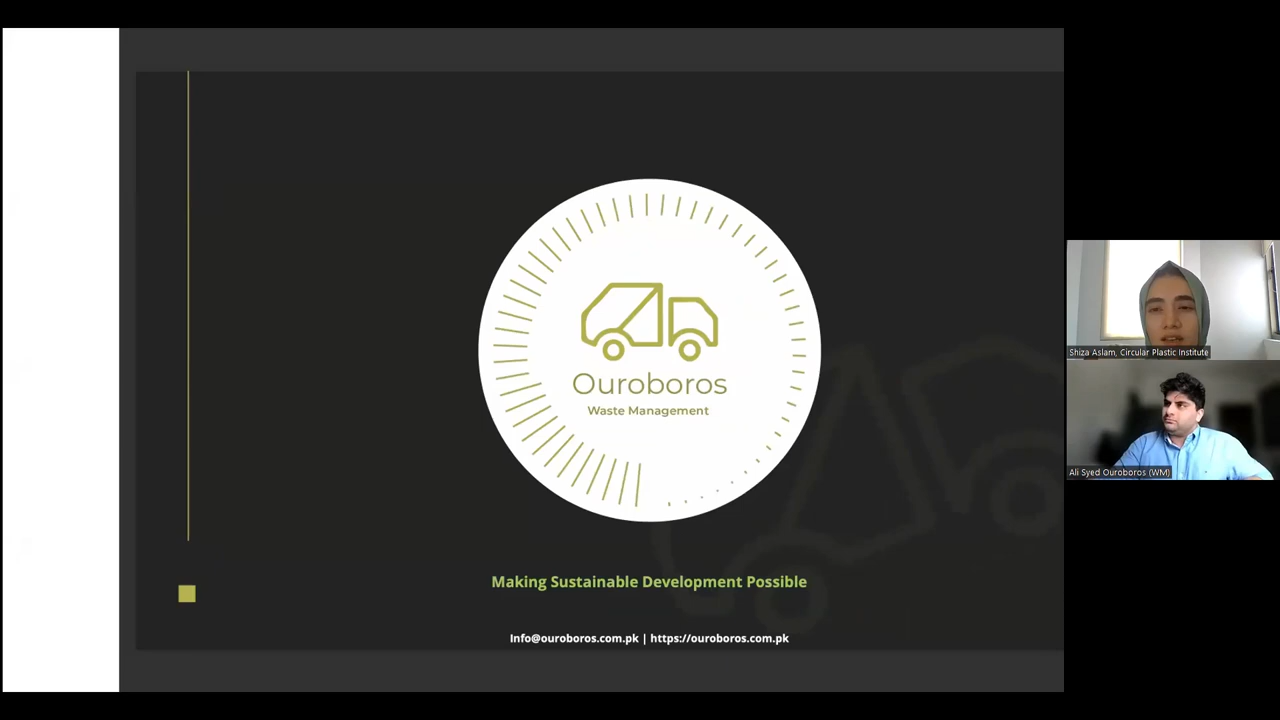 Ouroboros
Waste Management
Making Sustainable Development Possible
Info@ouroboros.com.pk | https://ouroboros.com.pk
Shiza Aslam, Circular Plastic Institute
Ali Syed Ouroboros (WM)